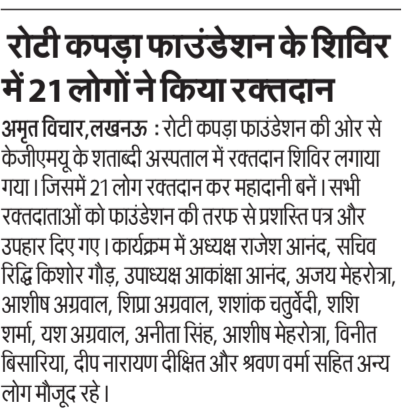 रोटी कपड़ा फाउंडेशन के शिविर
में 21 लोगों ने किया रक्तदान
अमृत विचार,लखनऊ : रोटी कपड़ा फाउंडेशन की ओर से
केजीएमयू के शताब्दी अस्पताल में रक्तदान शिविर लगाया
गया । जिसमें 21 लोग रक्तदान कर महादानी बनें । सभी
रक्तदाताओं को फाउंडेशन की तरफ से प्रशस्ति पत्र और
उपहार दिए गए । कार्यक्रम में अध्यक्ष राजेश आनंद, सचिव
रिद्धि किशोर गौड़, उपाध्यक्ष आकांक्षा आनंद, अजय मेहरोत्रा,
आशीष अग्रवाल, शिप्रा अग्रवाल, शशांक चतुर्वेदी, शशि
शर्मा, यश अग्रवाल, अनीता सिंह, आशीष मेहरोत्रा, विनीत
बिसारिया, दीप नारायण दीक्षित और श्रवण वर्मा सहित अन्य
लोग मौजूद रहे ।